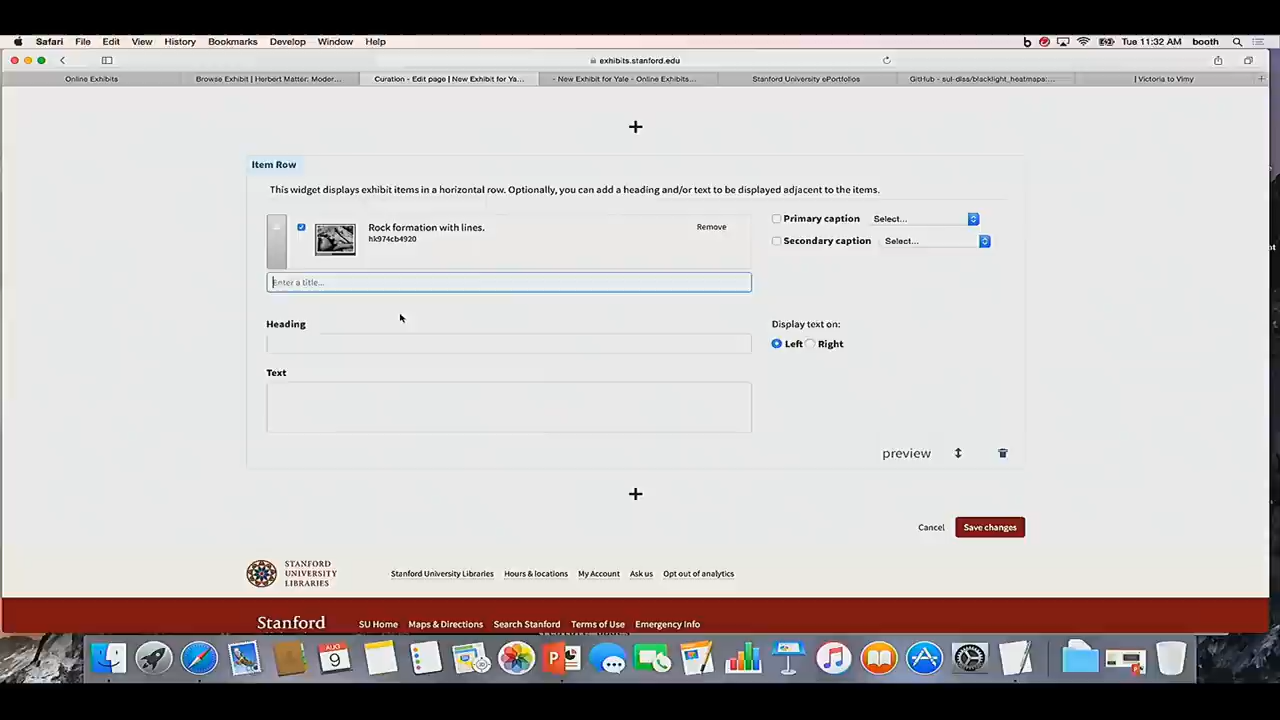 Safari File Edit View History Bookmarks Develop Window Help Tue 11:32 AM booth
exhibits.stanford.edu
Online Exhibits Browse Exhibit | Herbert Matter: Moder... Curation - Edit page | New Exhibit for Ya... - New Exhibit for Yale - Online Exhibits... Stanford University ePortfolios GitHub - sul-dlss/blacklight_heatmaps:... | Victoria to Vimy
+
Item Row
This widget displays exhibit items in a horizontal row. Optionally, you can add a heading and/or text to be displayed adjacent to the items.
Rock formation with lines. Remove Primary caption Select...
hk974cb4920 Secondary caption Select...
Enter a title...
Heading Display text on:
Left Right
Text
preview
+
Cancel Save changes
STANFORD
UNIVERSITY
LIBRARIES
Stanford University Libraries Hours & locations My Account Ask us Opt out of analytics
Stanford SU Home Maps & Directions Search Stanford Terms of Use Emergency Info
AUG
9